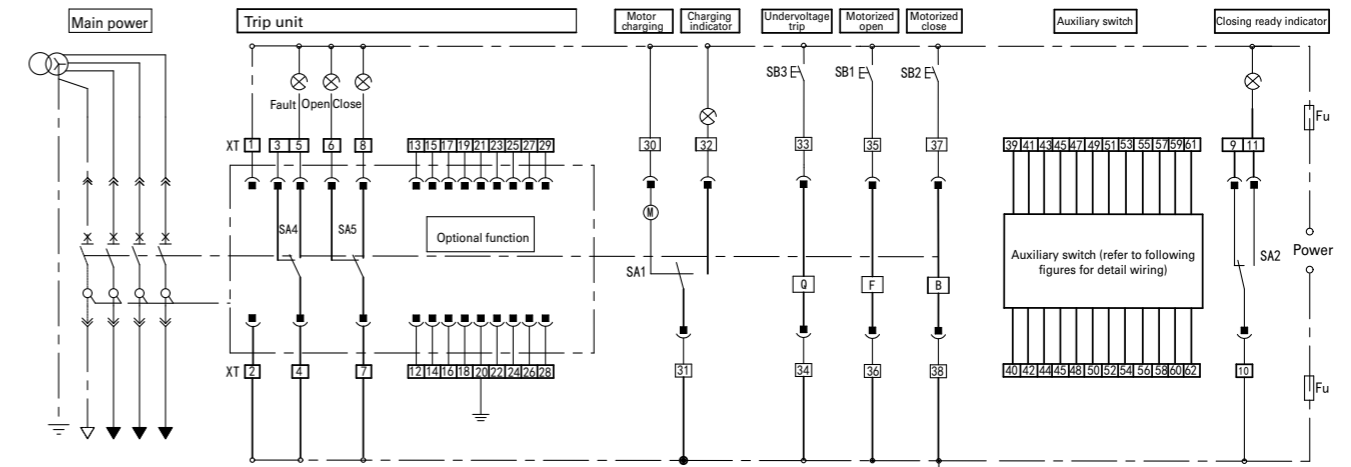 Main power
Trip unit
Motor
charging
Charging
indicator
Undervoltage
trip
Motorized
open
Motorized
close
Auxiliary switch
Closing ready indicator
SB3
SB1
SB2
Fault
Open
Close
Fu
XT
1
3
5
6
8
13 15 17 19 21 23 25 27 29
30
32
33
35
37
39 41 43 45 47 49 51 53 55 57 59 61
9 11
M
SA4
SA5
Optional function
SA1
Q
F
B
Auxiliary switch (refer to following
figures for detail wiring)
SA2
Power
XT
2
4
7
12 14 16 18 20 22 24 26 28
31
34
36
38
40 42 44 45 48 50 52 54 56 58 60 62
10
Fu